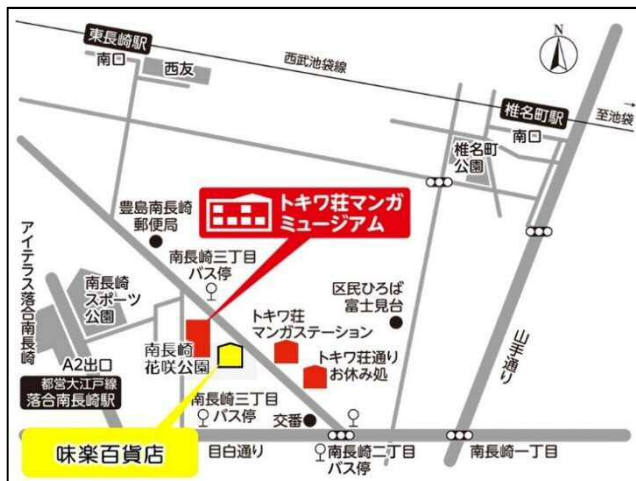 東長崎駅
南口
西友
西武池袋線
N
椎名町駅
→
至池袋
南口
椎名町
公園
トキワ荘マンガ
ミュージアム
豊島南長崎
郵便局
南長崎三丁目
バス停
アイテラス落合南長崎
南長崎
スポーツ
公園
区民ひろば
富士見台
トキワ荘
マンガステーション
山手通り
南長崎
花咲公園
トキワ荘通り
お休み処
A2出口
都営大江戸線
落合南長崎駅
南長崎三丁目
バス停
交番
味楽百貨店
目白通り
南長崎二丁目
バス停
南長崎一丁目